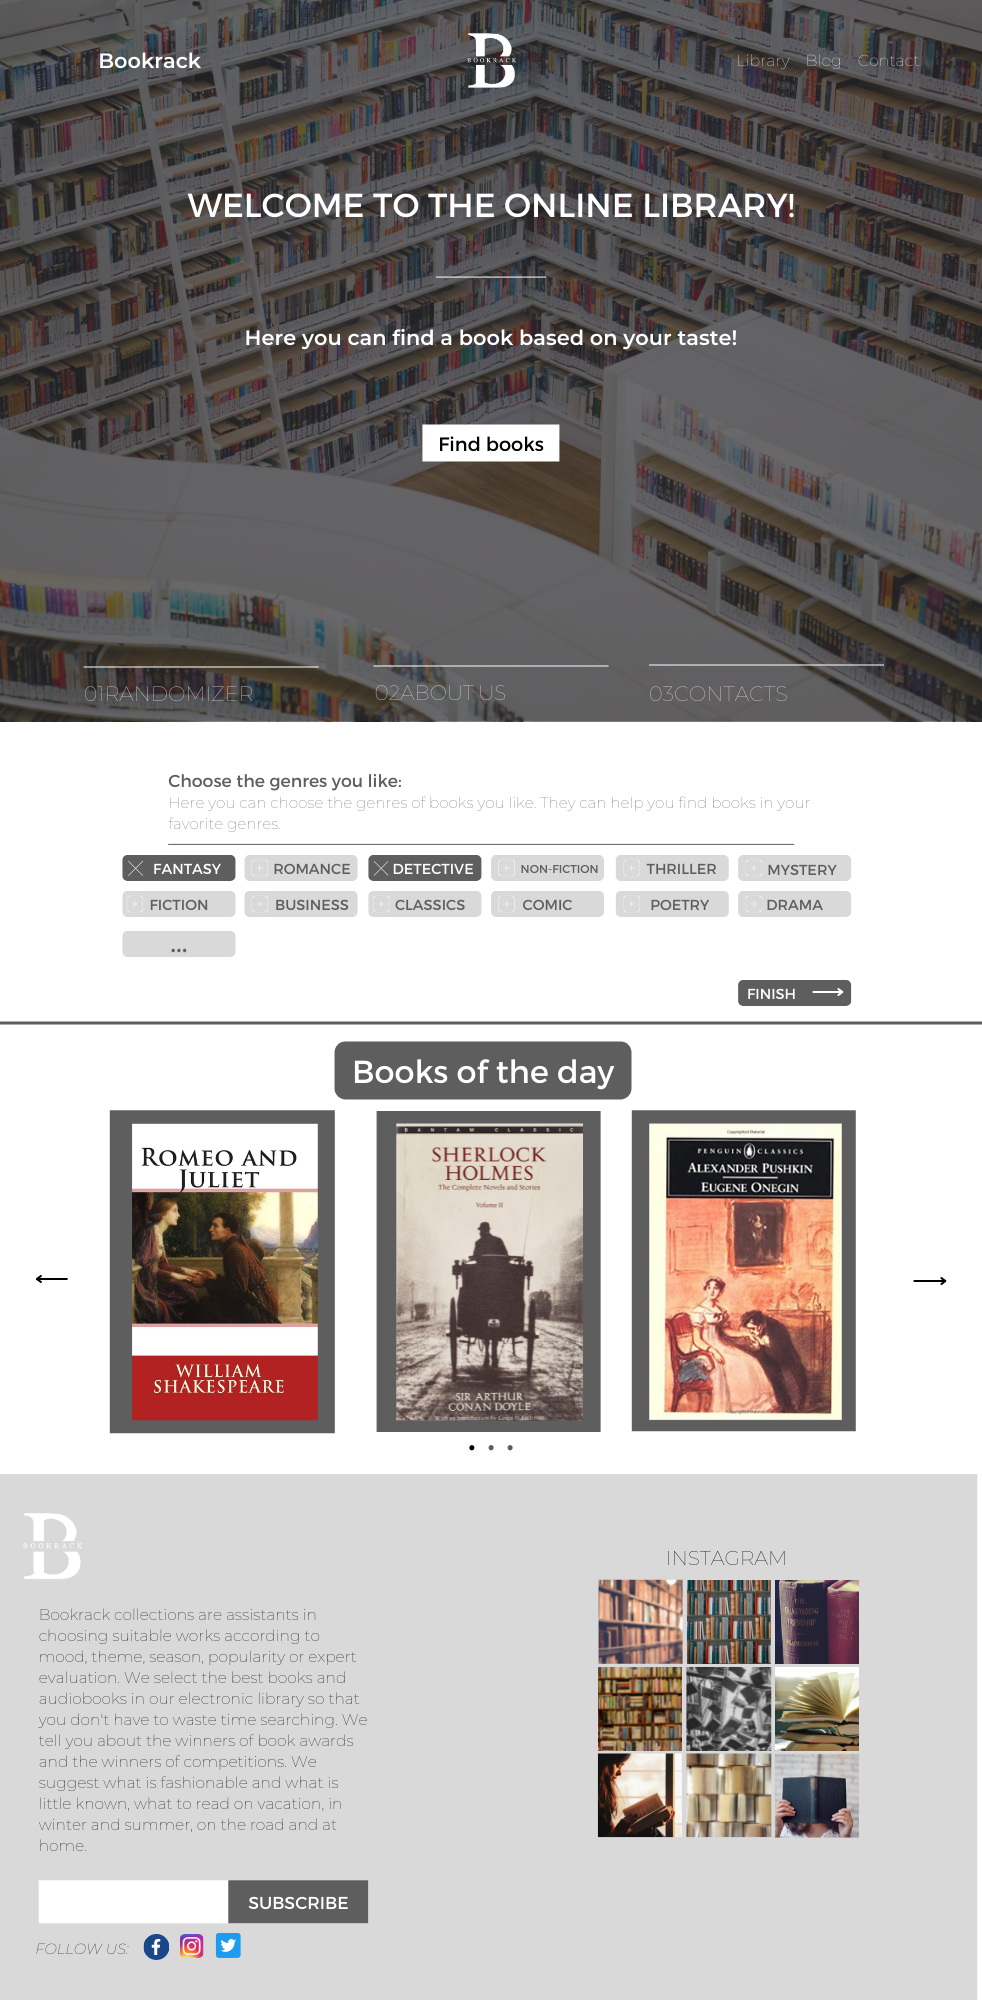 Bookrack
B
BOOKRACK
Library Blog Contact
WELCOME TO THE ONLINE LIBRARY!
Here you can find a book based on your taste!
Find books
01RANDOMIZER
02ABOUT US
03CONTACTS
Choose the genres you like:
Here you can choose the genres of books you like. They can help you find books in your
favorite genres.
FANTASY ROMANCE DETECTIVE NON-FICTION THRILLER MYSTERY
FICTION BUSINESS CLASSICS COMIC POETRY DRAMA
...
FINISH
Books of the day
ROMEO AND
JULIET
WILLIAM
SHAKESPEARE
BANTAM CLASSIC
SHERLOCK
HOLMES
The Complete Novels and Stories
Volume II
SIR ARTHUR
CONAN DOYLE
Copyrighted Material
PENGUIN CLASSICS
ALEXANDER PUSHKIN
EUGENE ONEGIN
Copyrighted Material
B
BOOKRACK
Bookrack collections are assistants in
choosing suitable works according to
mood, theme, season, popularity or expert
evaluation. We select the best books and
audiobooks in our electronic library so that
you don't have to waste time searching. We
tell you about the winners of book awards
and the winners of competitions. We
suggest what is fashionable and what is
little known, what to read on vacation, in
winter and summer, on the road and at
home.
SUBSCRIBE
FOLLOW US:
INSTAGRAM